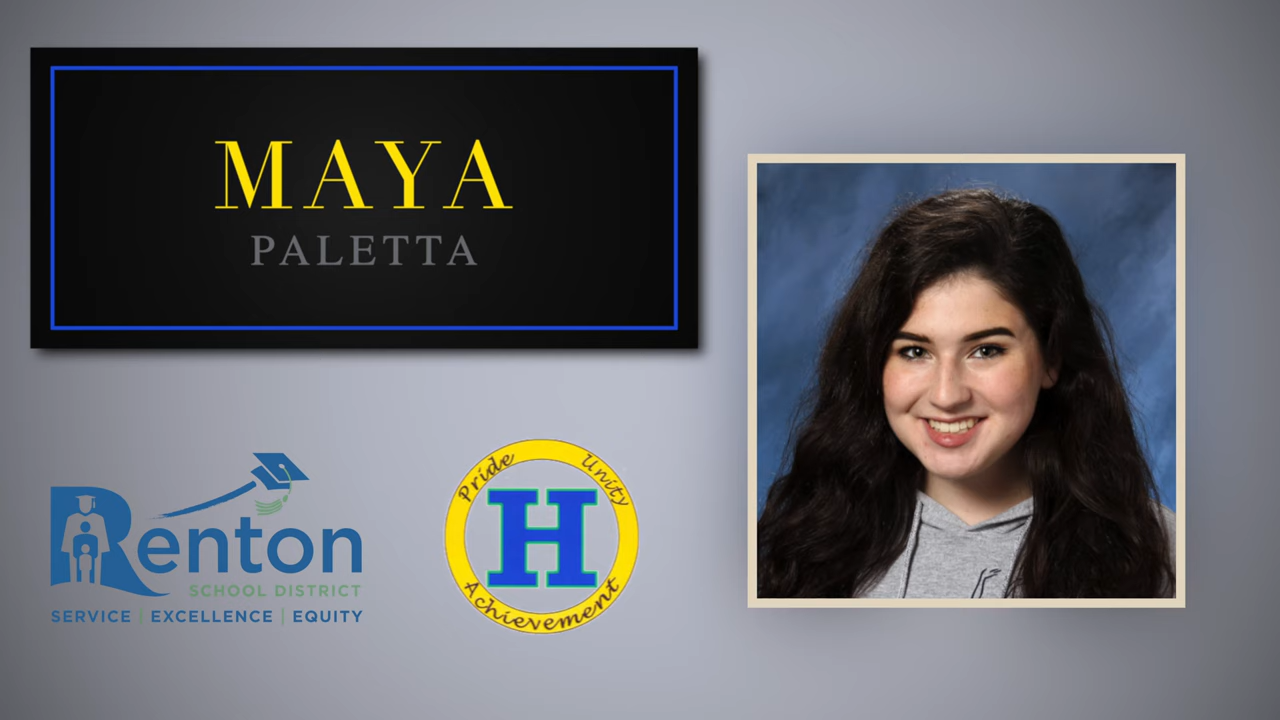 MAYA
PALETTA
Renton
SCHOOL DISTRICT
SERVICE | EXCELLENCE | EQUITY
Pride Unity
H
Achievement